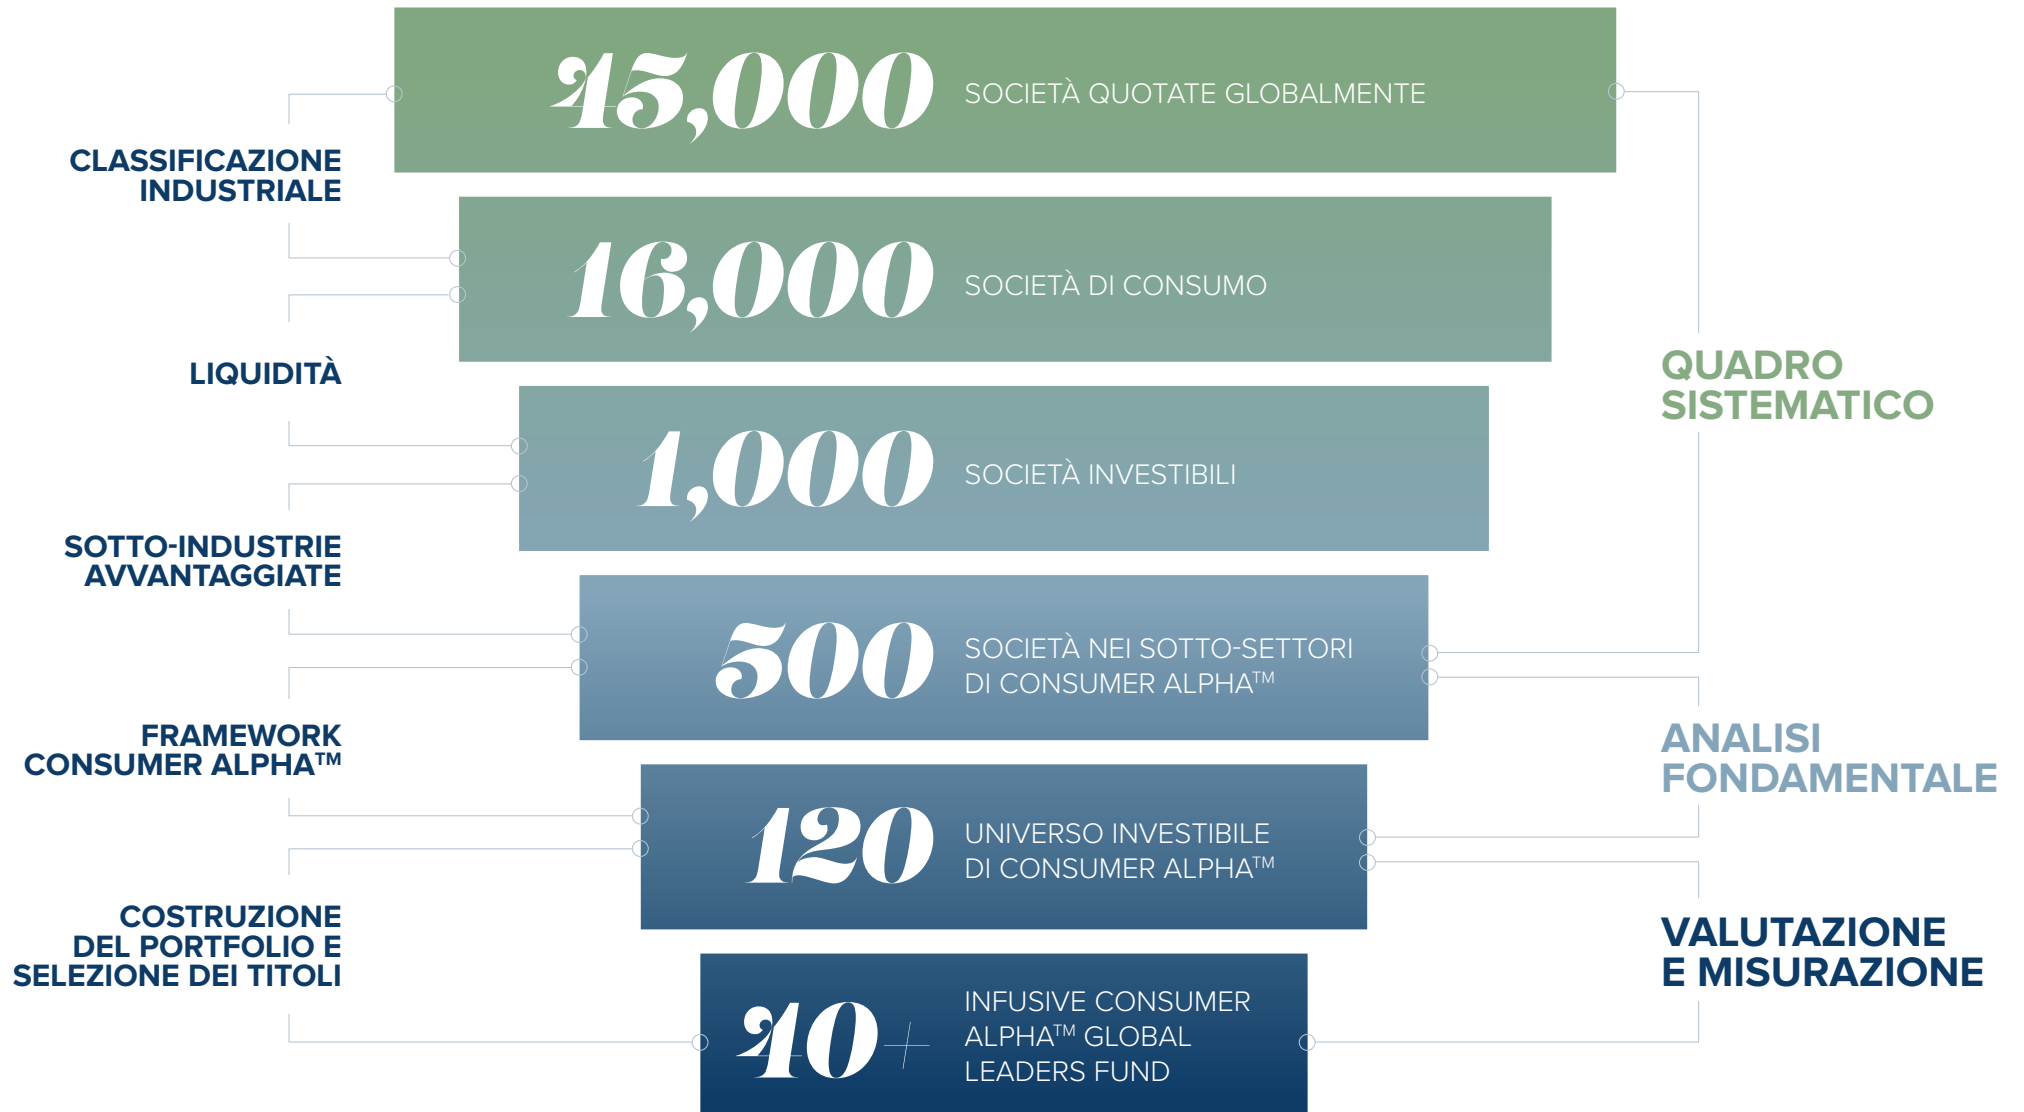 45,000
SOCIETÀ QUOTATE GLOBALMENTE
CLASSIFICAZIONE
INDUSTRIALE
16,000
SOCIETÀ DI CONSUMO
LIQUIDITÀ
QUADRO
SISTEMATICO
1,000
SOCIETÀ INVESTIBILI
SOTTO-INDUSTRIE
AVVANTAGGIATE
500
SOCIETÀ NEI SOTTO-SETTORI
DI CONSUMER ALPHA™
FRAMEWORK
CONSUMER ALPHA™
ANALISI
FONDAMENTALE
120
UNIVERSO INVESTIBILE
DI CONSUMER ALPHA™
COSTRUZIONE
DEL PORTFOLIO E
SELEZIONE DEI TITOLI
VALUTAZIONE
E MISURAZIONE
40+
INFUSIVE CONSUMER
ALPHA™ GLOBAL
LEADERS FUND